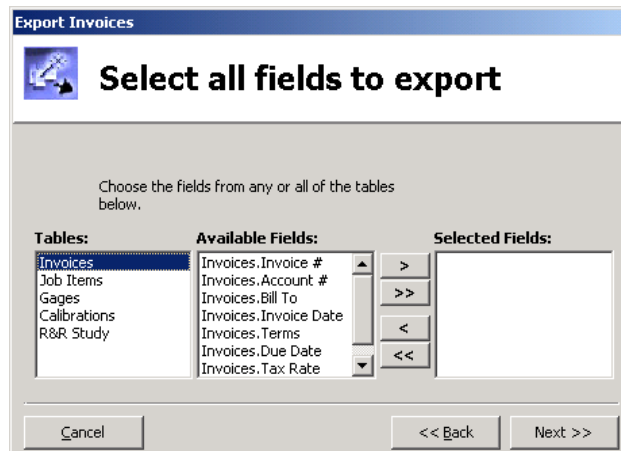 Export Invoices
Select all fields to export
Choose the fields from any or all of the tables
below.
Tables:
Available Fields:
Selected Fields:
Invoices
Job Items
Gages
Calibrations
R&R Study
Invoices.Invoice #
Invoices.Account #
Invoices.Bill To
Invoices.Invoice Date
Invoices.Terms
Invoices.Due Date
Invoices.Tax Rate
>
>>
<
<<
Cancel
<< Back
Next >>